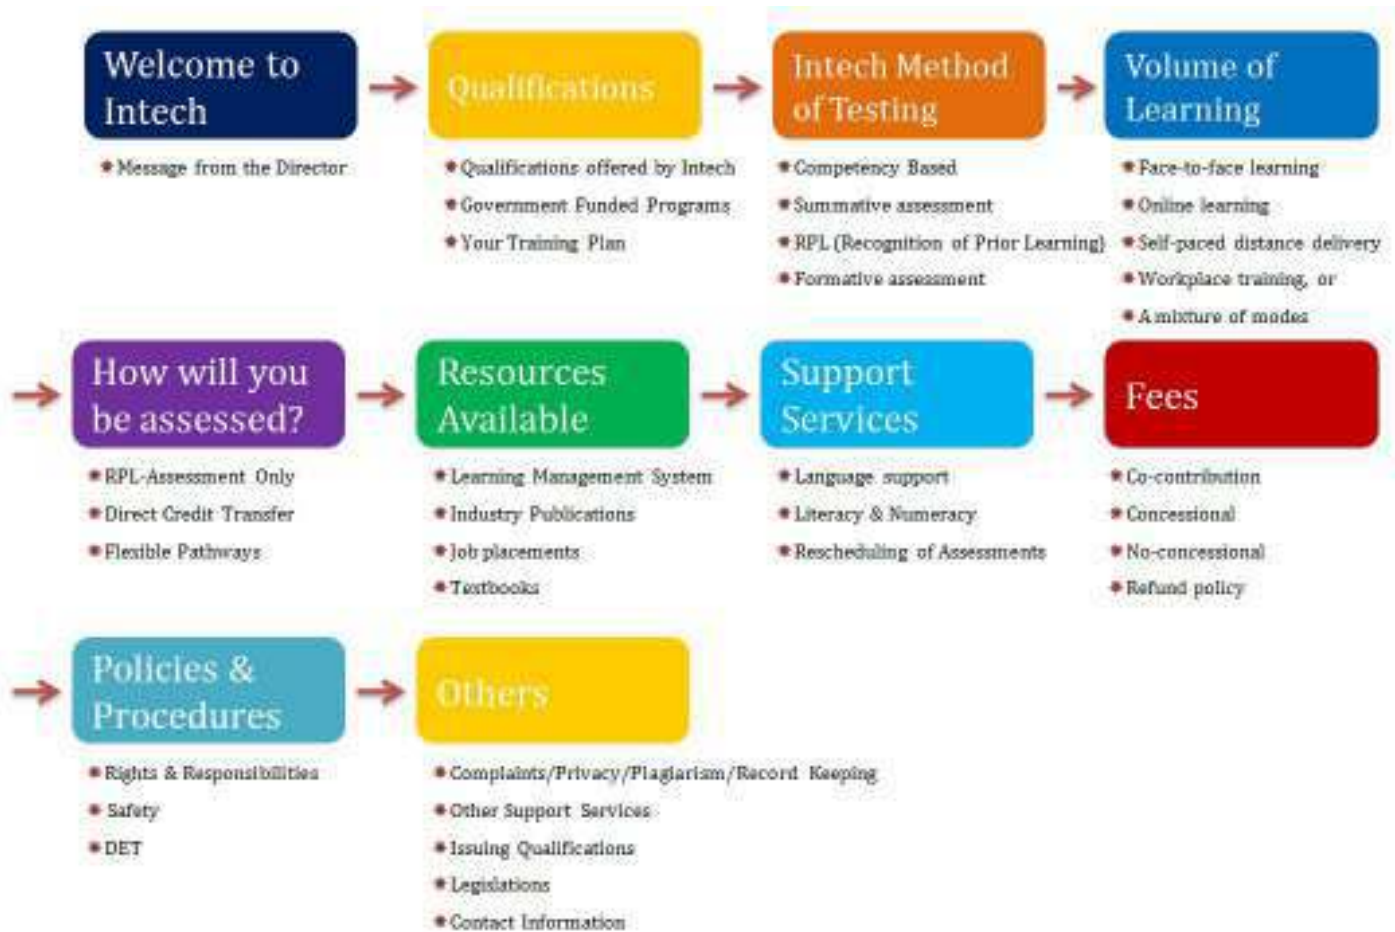 Welcome to
Intech
Message from the Director
Qualifications
Qualifications offered by Intech
Government Funded Programs
Your Training Plan
Intech Method
of Testing
Competency Based
Summative assessment
RPL (Recognition of Prior Learning)
Formative assessment
Volume of
Learning
Face-to-face learning
Online learning
Self-paced distance delivery
Workplace training, or
A mixture of modes
How will you
be assessed?
RPL-Assessment Only
Direct Credit Transfer
Flexible Pathways
Resources
Available
Learning Management System
Industry Publications
Job placements
Textbooks
Support
Services
Language support
Literacy & Numeracy
Rescheduling of Assessments
Fees
Co-contribution
Concessional
No-concessional
Refund policy
Policies &
Procedures
Rights & Responsibilities
Safety
DET
Others
Complaints/Privacy/Plagiarism/Record Keeping
Other Support Services
Issuing Qualifications
Legislations
Contact Information